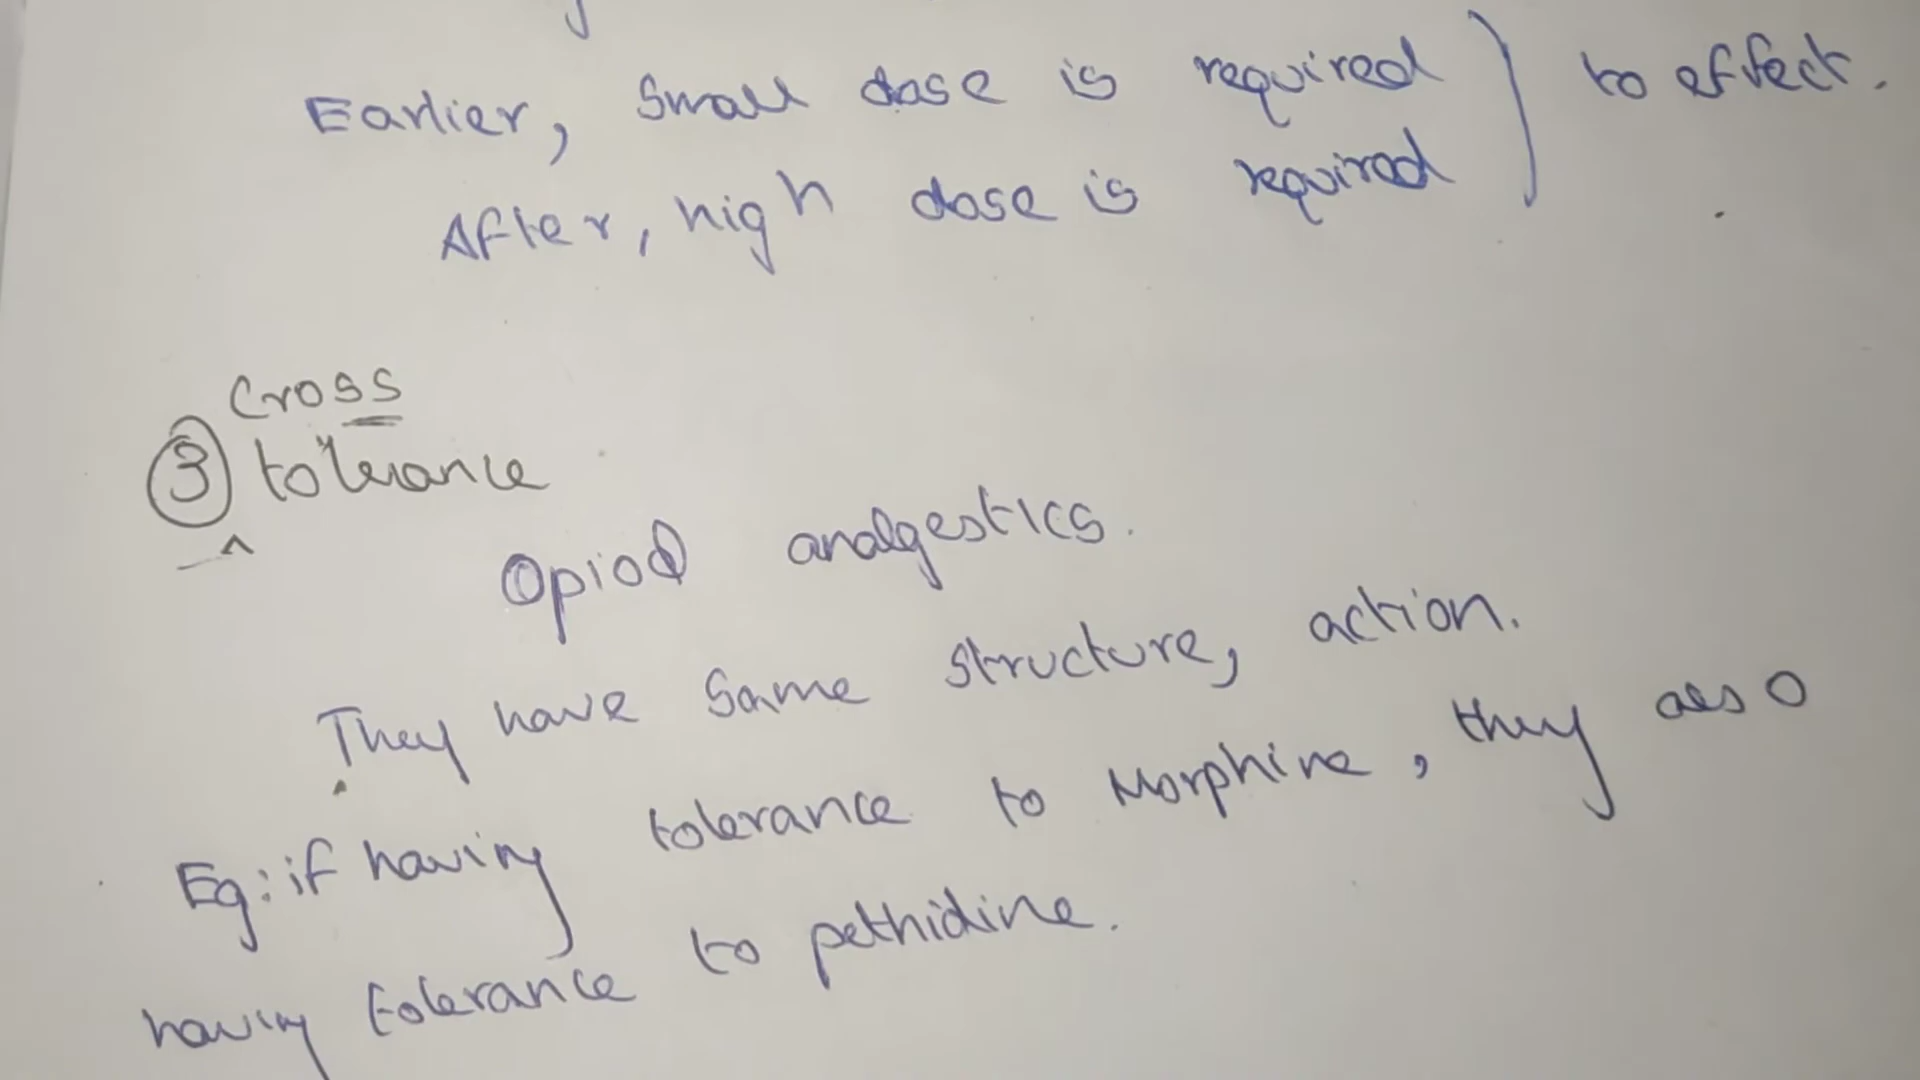 Earlier, small dose is required } to effect.
After, high dose is required
Cross
③ tolerance
Opiod analgestics.
They have same structure, action.
Eg: if having tolerance to Morphine, they also
having tolerance to pethidine.